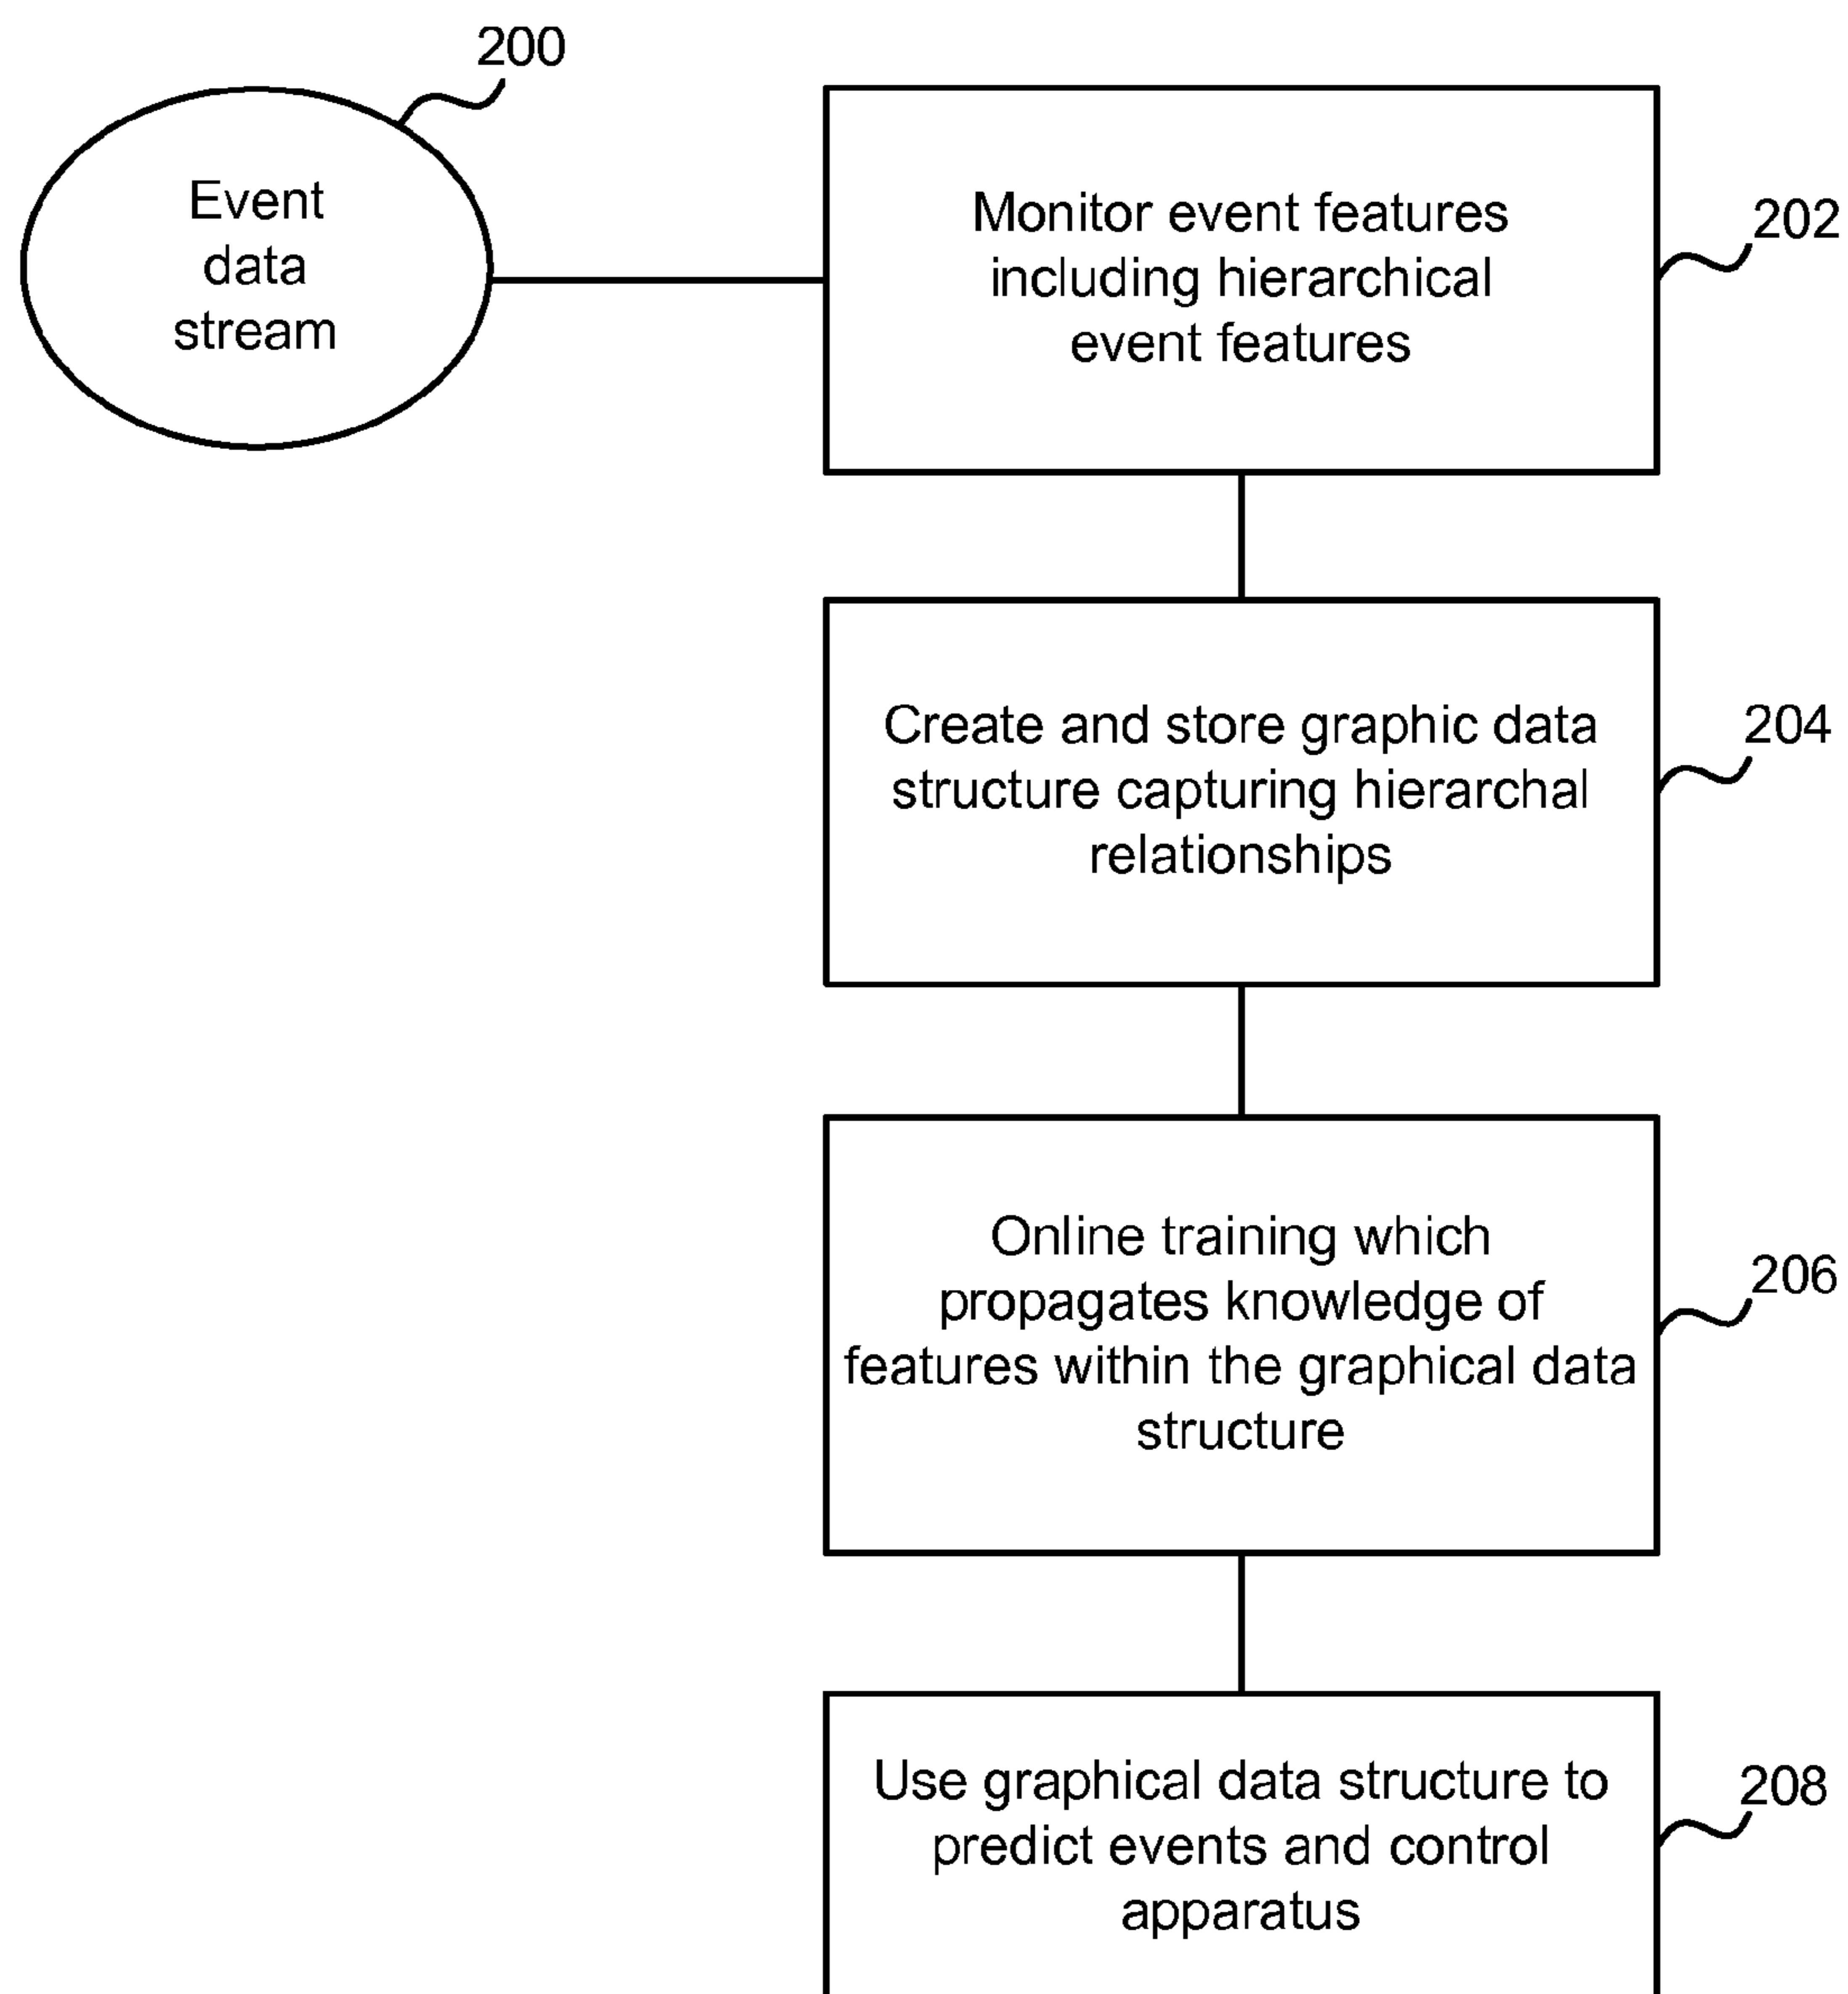 200
Event
data
stream
Monitor event features
including hierarchical
event features
202
Create and store graphic data
structure capturing hierarchal
relationships
204
Online training which
propagates knowledge of
features within the graphical data
structure
206
Use graphical data structure to
predict events and control
apparatus
208